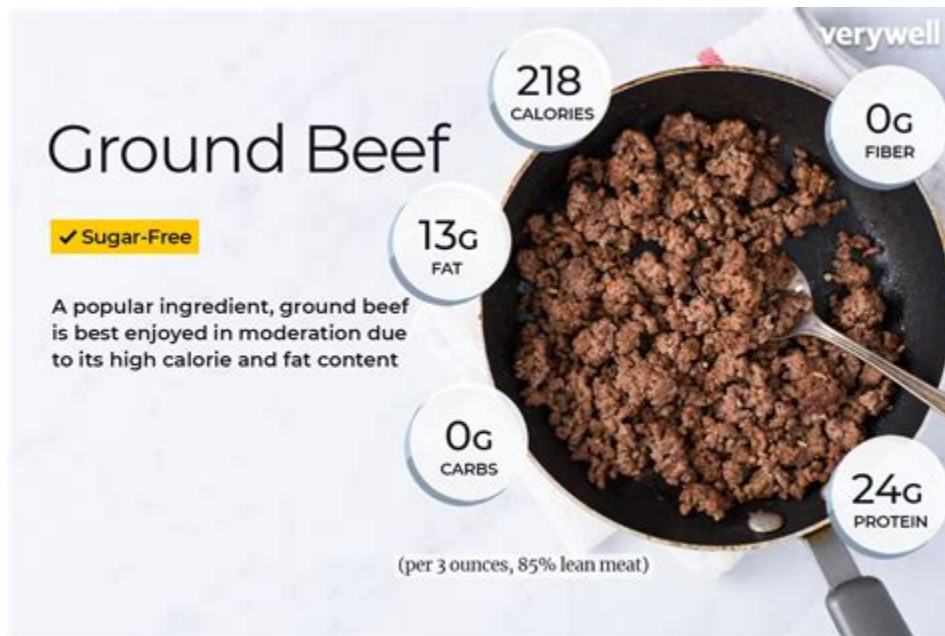 verywell
Ground Beef
✓ Sugar-Free
A popular ingredient, ground beef
is best enjoyed in moderation due
to its high calorie and fat content
218
CALORIES
0G
FIBER
13G
FAT
0G
CARBS
24G
PROTEIN
(per 3 ounces, 85% lean meat)